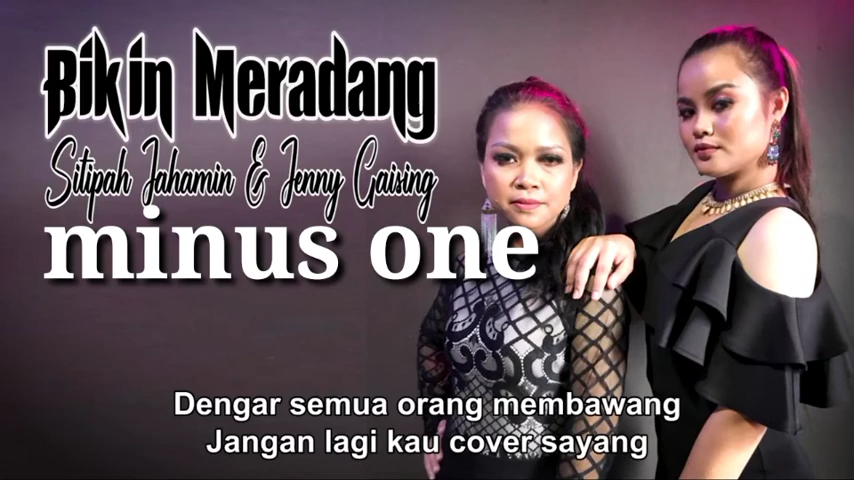 Bikin Meradang
Sitipah Jahamin & Jenny Gaising
minus one
Dengar semua orang membawang
Jangan lagi kau cover sayang